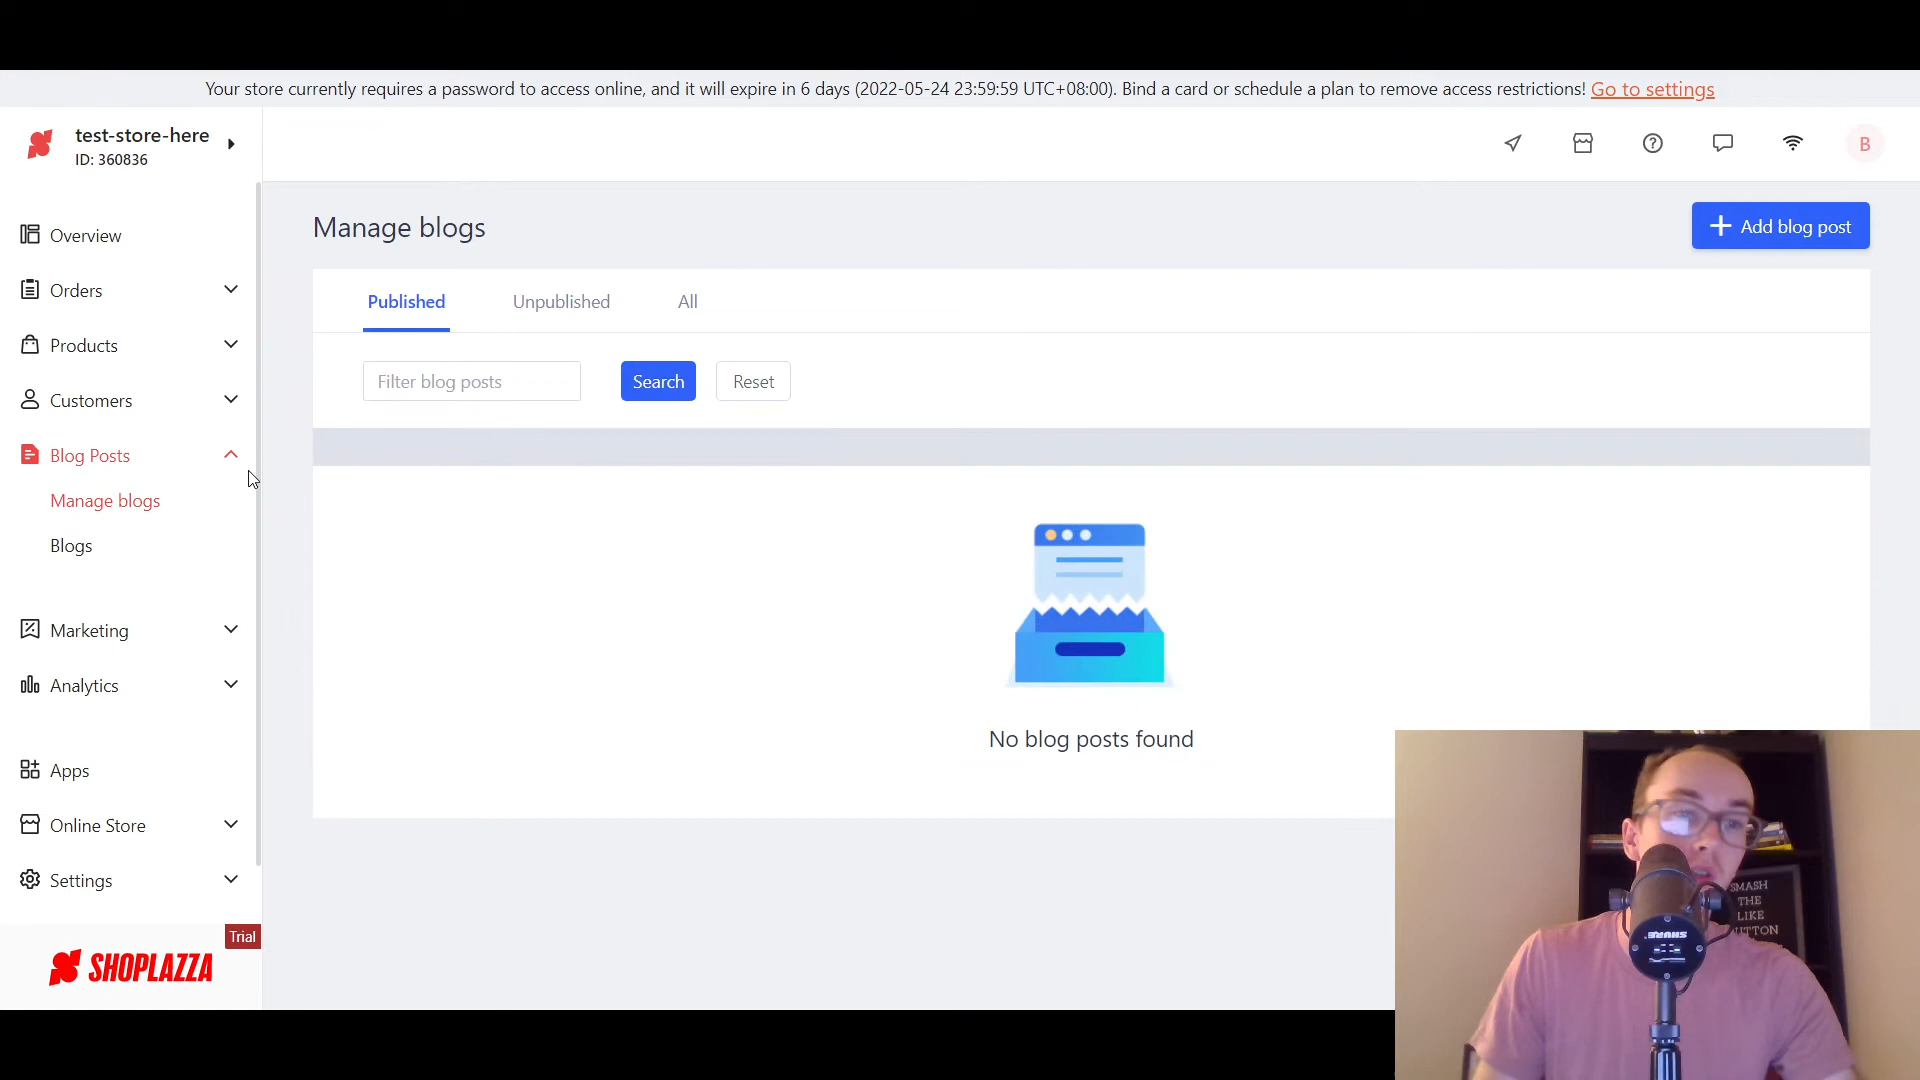 Your store currently requires a password to access online, and it will expire in 6 days (2022-05-24 23:59:59 UTC+08:00). Bind a card or schedule a plan to remove access restrictions! Go to settings
test-store-here
ID: 360836
B
Overview
Orders
Products
Customers
Blog Posts
Manage blogs
Blogs
Marketing
Analytics
Apps
Online Store
Settings
Trial
SHOPLAZZA
Manage blogs
Add blog post
Published
Unpublished
All
Filter blog posts
Search
Reset
No blog posts found
SMASH
THE
LIKE
SHURE